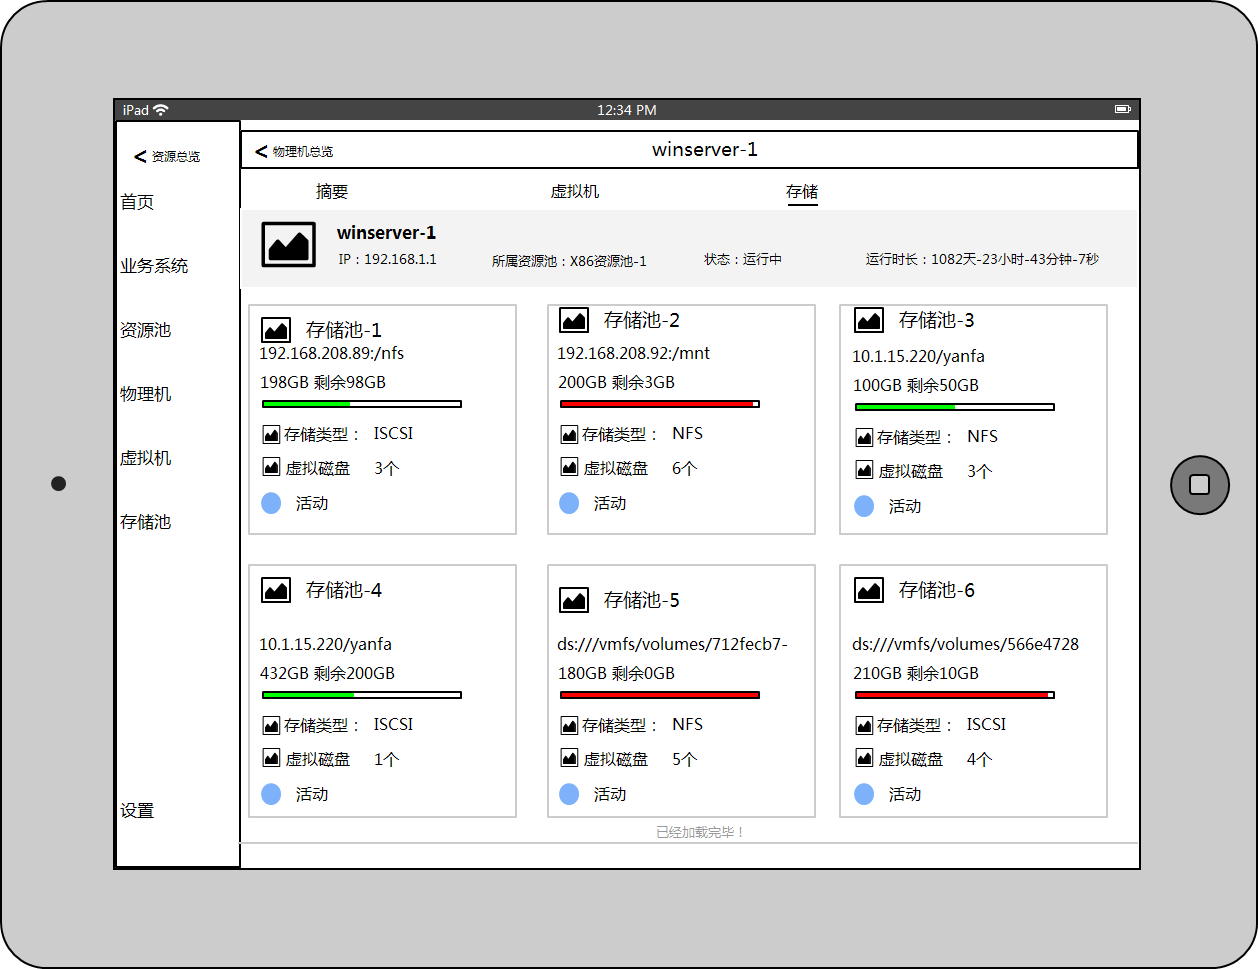 iPad
12:34 PM
< 资源总览
首页
业务系统
资源池
物理机
虚拟机
存储池
设置
< 物理机总览
winserver-1
摘要
虚拟机
存储
winserver-1
IP：192.168.1.1
所属资源池：X86资源池-1
状态：运行中
运行时长：1082天-23小时-43分钟-7秒
存储池-1
192.168.208.89:/nfs
198GB 剩余98GB
存储类型： ISCSI
虚拟磁盘 3个
活动
存储池-2
192.168.208.92:/mnt
200GB 剩余3GB
存储类型： NFS
虚拟磁盘 6个
活动
存储池-3
10.1.15.220/yanfa
100GB 剩余50GB
存储类型： NFS
虚拟磁盘 3个
活动
存储池-4
10.1.15.220/yanfa
432GB 剩余200GB
存储类型： ISCSI
虚拟磁盘 1个
活动
存储池-5
ds:///vmfs/volumes/712fecb7-
180GB 剩余0GB
存储类型： NFS
虚拟磁盘 5个
活动
存储池-6
ds:///vmfs/volumes/566e4728
210GB 剩余10GB
存储类型： ISCSI
虚拟磁盘 4个
活动
已经加载完毕！